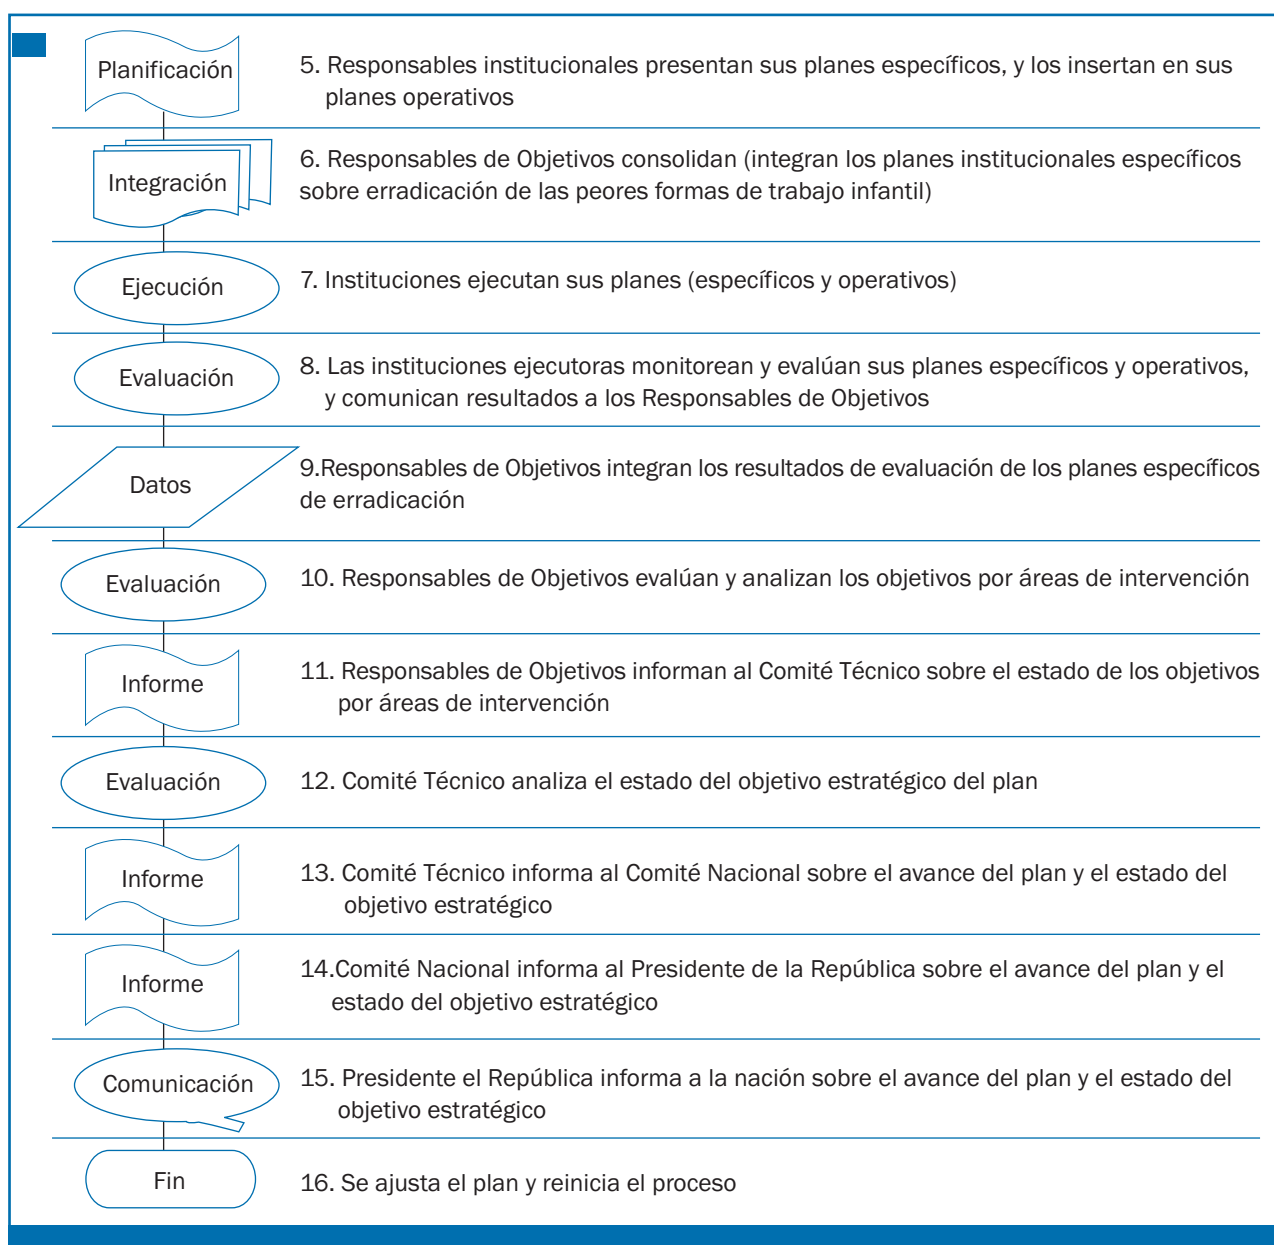 Planificación
5. Responsables institucionales presentan sus planes específicos, y los insertan en sus
planes operativos
Integración
6. Responsables de Objetivos consolidan (integran los planes institucionales específicos
sobre erradicación de las peores formas de trabajo infantil)
Ejecución
7. Instituciones ejecutan sus planes (específicos y operativos)
Evaluación
8. Las instituciones ejecutoras monitorean y evalúan sus planes específicos y operativos,
y comunican resultados a los Responsables de Objetivos
Datos
9.Responsables de Objetivos integran los resultados de evaluación de los planes específicos
de erradicación
Evaluación
10. Responsables de Objetivos evalúan y analizan los objetivos por áreas de intervención
Informe
11. Responsables de Objetivos informan al Comité Técnico sobre el estado de los objetivos
por áreas de intervención
Evaluación
12. Comité Técnico analiza el estado del objetivo estratégico del plan
Informe
13. Comité Técnico informa al Comité Nacional sobre el avance del plan y el estado del
objetivo estratégico
Informe
14.Comité Nacional informa al Presidente de la República sobre el avance del plan y el
estado del objetivo estratégico
Comunicación
15. Presidente el República informa a la nación sobre el avance del plan y el estado del
objetivo estratégico
Fin
16. Se ajusta el plan y reinicia el proceso